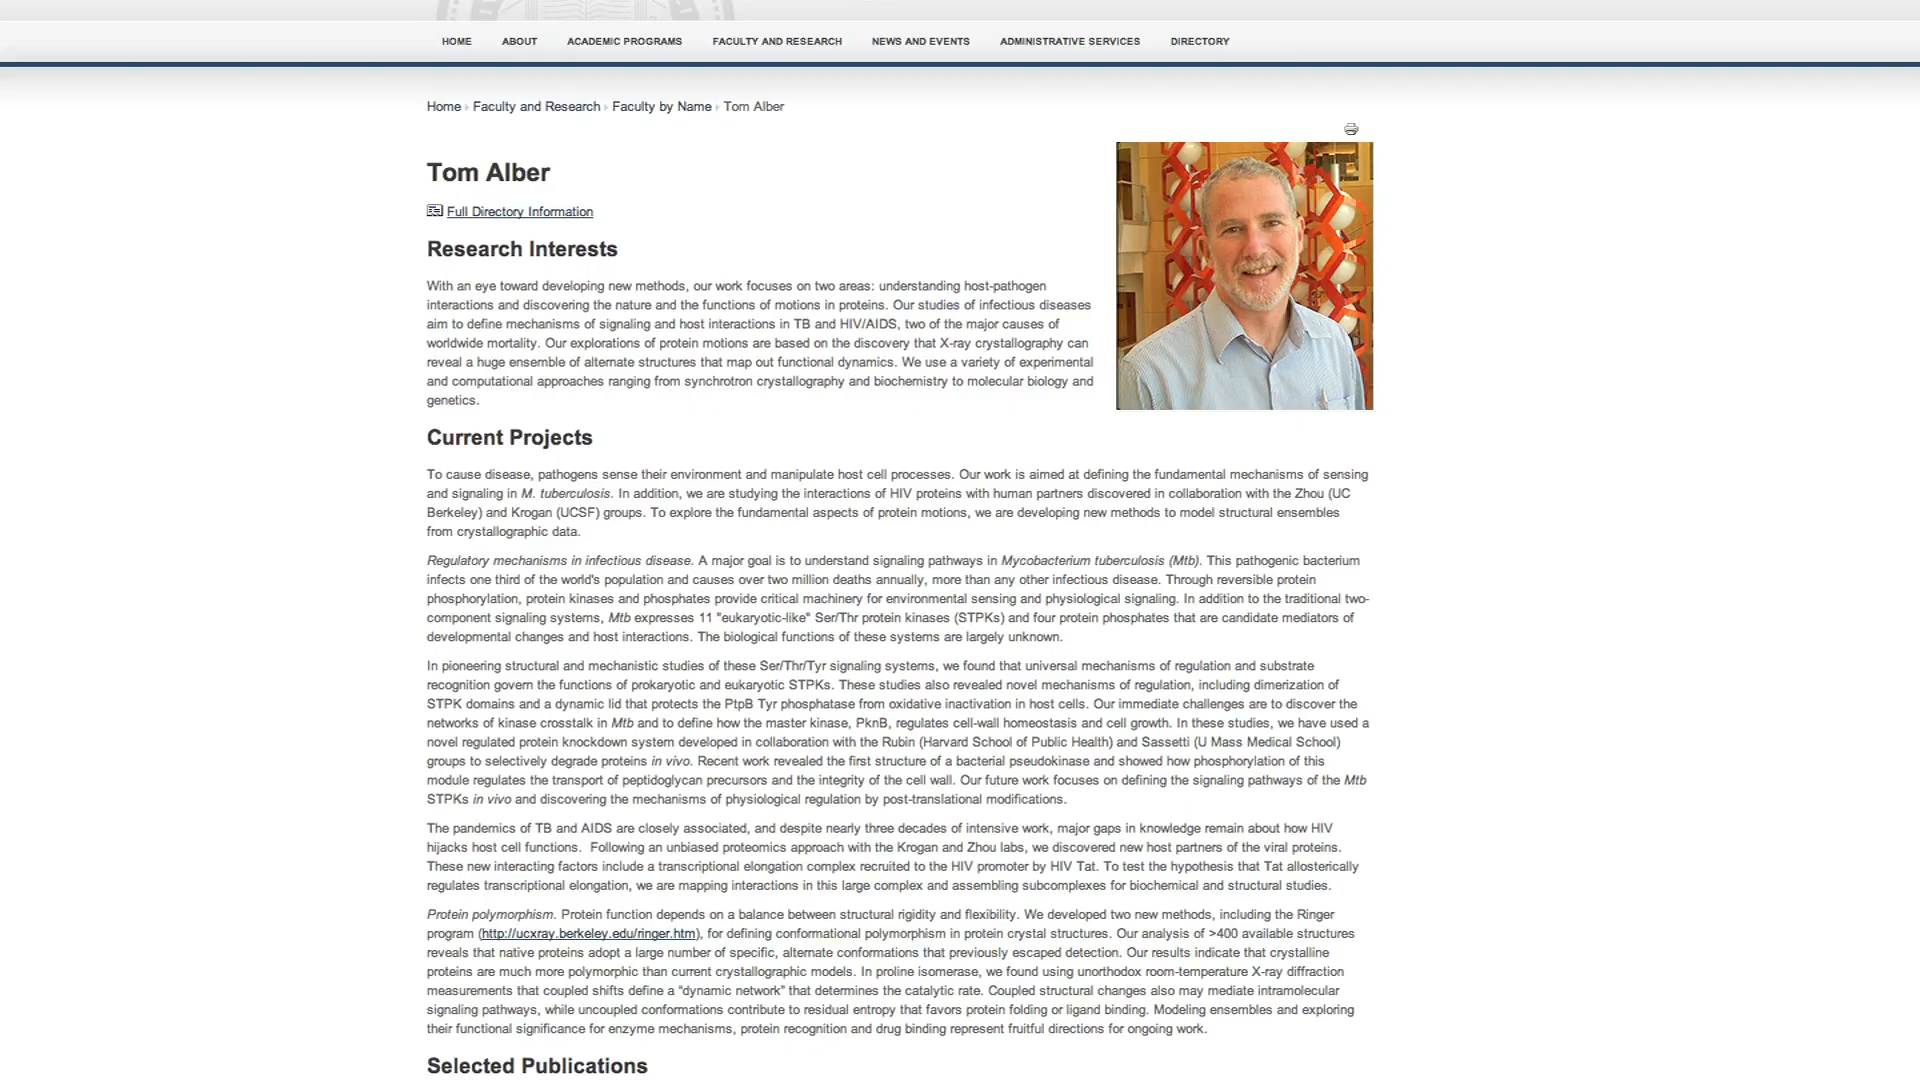 HOME ABOUT ACADEMIC PROGRAMS FACULTY AND RESEARCH NEWS AND EVENTS ADMINISTRATIVE SERVICES DIRECTORY
Home Faculty and Research Faculty by Name Tom Alber
Tom Alber
Full Directory Information
Research Interests
With an eye toward developing new methods, our work focuses on two areas: understanding host-pathogen
interactions and discovering the nature and the functions of motions in proteins. Our studies of infectious diseases
aim to define mechanisms of signaling and host interactions in TB and HIV/AIDS, two of the major causes of
worldwide mortality. Our explorations of protein motions are based on the discovery that X-ray crystallography can
reveal a huge ensemble of alternate structures that map out functional dynamics. We use a variety of experimental
and computational approaches ranging from synchrotron crystallography and biochemistry to molecular biology and
genetics.
Current Projects
To cause disease, pathogens sense their environment and manipulate host cell processes. Our work is aimed at defining the fundamental mechanisms of sensing
and signaling in M. tuberculosis. In addition, we are studying the interactions of HIV proteins with human partners discovered in collaboration with the Zhou (UC
Berkeley) and Krogan (UCSF) groups. To explore the fundamental aspects of protein motions, we are developing new methods to model structural ensembles
from crystallographic data.
Regulatory mechanisms in infectious disease. A major goal is to understand signaling pathways in Mycobacterium tuberculosis (Mtb). This pathogenic bacterium
infects one third of the world's population and causes over two million deaths annually, more than any other infectious disease. Through reversible protein
phosphorylation, protein kinases and phosphates provide critical machinery for environmental sensing and physiological signaling. In addition to the traditional two-
component signaling systems, Mtb expresses 11 "eukaryotic-like" Ser/Thr protein kinases (STPKs) and four protein phosphates that are candidate mediators of
developmental changes and host interactions. The biological functions of these systems are largely unknown.
In pioneering structural and mechanistic studies of these Ser/Thr/Tyr signaling systems, we found that universal mechanisms of regulation and substrate
recognition govern the functions of prokaryotic and eukaryotic STPKs. These studies also revealed novel mechanisms of regulation, including dimerization of
STPK domains and a dynamic lid that protects the PtpB Tyr phosphatase from oxidative inactivation in host cells. Our immediate challenges are to discover the
networks of kinase crosstalk in Mtb and to define how the master kinase, PknB, regulates cell-wall homeostasis and cell growth. In these studies, we have used a
novel regulated protein knockdown system developed in collaboration with the Rubin (Harvard School of Public Health) and Sassetti (U Mass Medical School)
groups to selectively degrade proteins in vivo. Recent work revealed the first structure of a bacterial pseudokinase and showed how phosphorylation of this
module regulates the transport of peptidoglycan precursors and the integrity of the cell wall. Our future work focuses on defining the signaling pathways of the Mtb
STPKs in vivo and discovering the mechanisms of physiological regulation by post-translational modifications.
The pandemics of TB and AIDS are closely associated, and despite nearly three decades of intensive work, major gaps in knowledge remain about how HIV
hijacks host cell functions. Following an unbiased proteomics approach with the Krogan and Zhou labs, we discovered new host partners of the viral proteins.
These new interacting factors include a transcriptional elongation complex recruited to the HIV promoter by HIV Tat. To test the hypothesis that Tat allosterically
regulates transcriptional elongation, we are mapping interactions in this large complex and assembling subcomplexes for biochemical and structural studies.
Protein polymorphism. Protein function depends on a balance between structural rigidity and flexibility. We developed two new methods, including the Ringer
program (http://ucxray.berkeley.edu/ringer.htm), for defining conformational polymorphism in protein crystal structures. Our analysis of >400 available structures
reveals that native proteins adopt a large number of specific, alternate conformations that previously escaped detection. Our results indicate that crystalline
proteins are much more polymorphic than current crystallographic models. In proline isomerase, we found using unorthodox room-temperature X-ray diffraction
measurements that coupled shifts define a “dynamic network” that determines the catalytic rate. Coupled structural changes also may mediate intramolecular
signaling pathways, while uncoupled conformations contribute to residual entropy that favors protein folding or ligand binding. Modeling ensembles and exploring
their functional significance for enzyme mechanisms, protein recognition and drug binding represent fruitful directions for ongoing work.
Selected Publications